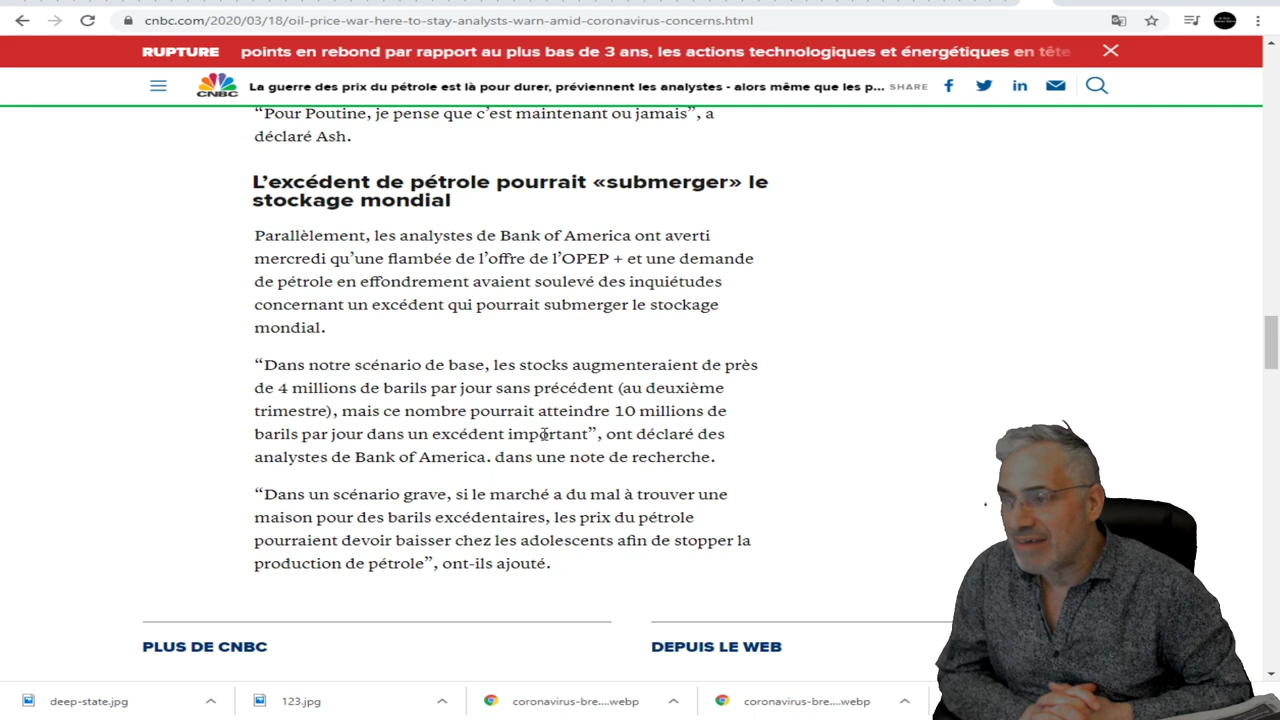 cnbc.com/2020/03/18/oil-price-war-here-to-stay-analysts-warn-amid-coronavirus-concerns.html
RUPTURE points en rebond par rapport au plus bas de 3 ans, les actions technologiques et énergétiques en tête
CNBC La guerre des prix du pétrole est là pour durer, préviennent les analystes - alors même que les p... SHARE
“Pour Poutine, je pense que c’est maintenant ou jamais”, a
déclaré Ash.
L’excédent de pétrole pourrait «submerger» le
stockage mondial
Parallèlement, les analystes de Bank of America ont averti
mercredi qu’une flambée de l’offre de l’OPEP + et une demande
de pétrole en effondrement avaient soulevé des inquiétudes
concernant un excédent qui pourrait submerger le stockage
mondial.
“Dans notre scénario de base, les stocks augmenteraient de près
de 4 millions de barils par jour sans précédent (au deuxième
trimestre), mais ce nombre pourrait atteindre 10 millions de
barils par jour dans un excédent important”, ont déclaré des
analystes de Bank of America. dans une note de recherche.
“Dans un scénario grave, si le marché a du mal à trouver une
maison pour des barils excédentaires, les prix du pétrole
pourraient devoir baisser chez les adolescents afin de stopper la
production de pétrole”, ont-ils ajouté.
PLUS DE CNBC DEPUIS LE WEB
deep-state.jpg 123.jpg coronavirus-bre....webp coronavirus-bre....webp